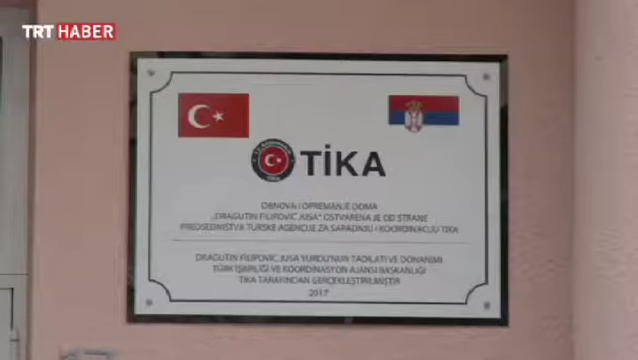 TRT HABER
TİKA
OBNOVA I OPREMANJE DOMA
„DRAGUTIN FILIPOVIĆ JUSA" OSTVARENA JE OD STRANE
PREDSEDNIŠTVA TURSKE AGENCIJE ZA SARADNJU I KOORDINACIJU TIKA
DRAGUTIN FILIPOVIĆ JUSA YURDU'NUN TADİLATI VE DONANIMI
TÜRK İŞBİRLİĞİ VE KOORDİNASYON AJANSI BAŞKANLIĞI
TİKA TARAFINDAN GERÇEKLEŞTİRİLMİŞTİR
2017